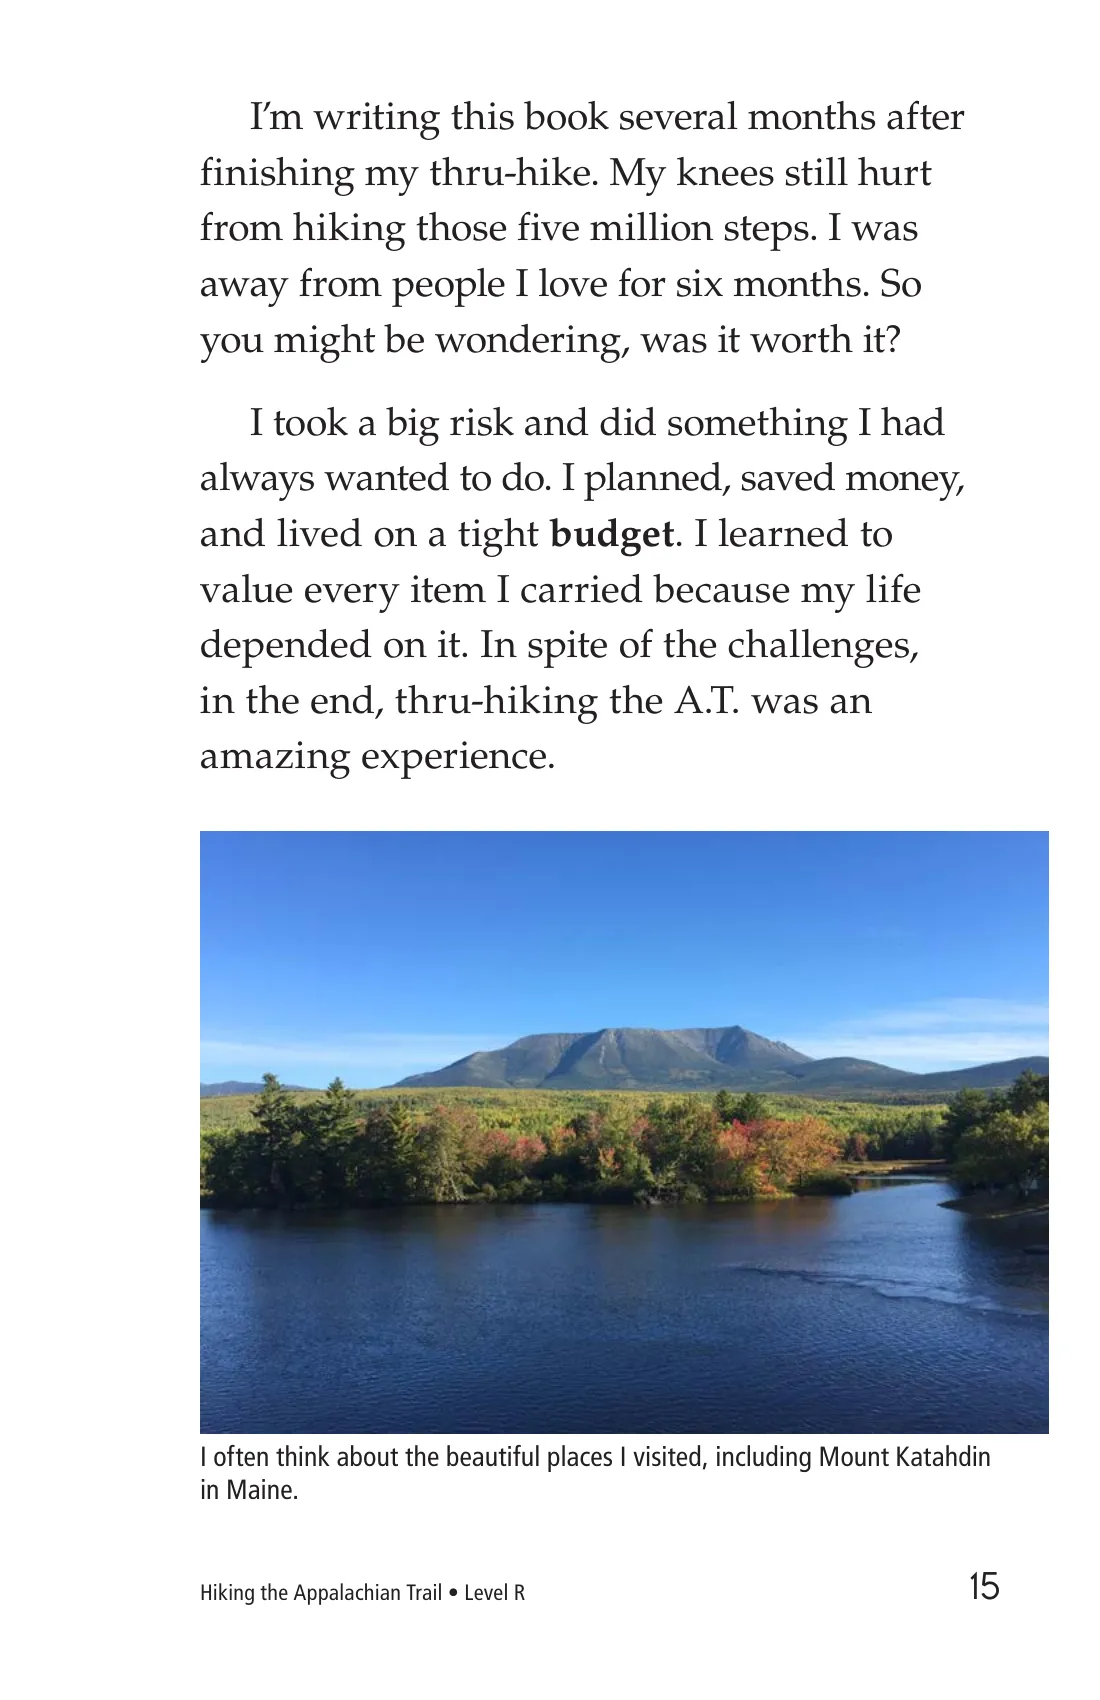 I’m writing this book several months after
finishing my thru-hike. My knees still hurt
from hiking those five million steps. I was
away from people I love for six months. So
you might be wondering, was it worth it?
I took a big risk and did something I had
always wanted to do. I planned, saved money,
and lived on a tight budget. I learned to
value every item I carried because my life
depended on it. In spite of the challenges,
in the end, thru-hiking the A.T. was an
amazing experience.
I often think about the beautiful places I visited, including Mount Katahdin
in Maine.
Hiking the Appalachian Trail • Level R
15